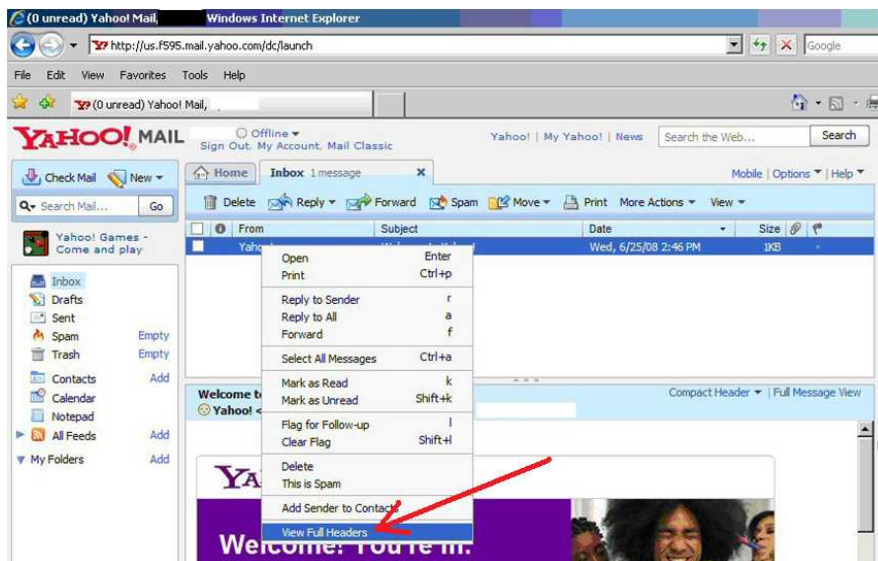 (0 unread) Yahoo! Mail, Windows Internet Explorer
http://us.f595.mail.yahoo.com/dc/launch
Google
File Edit View Favorites Tools Help
(0 unread) Yahoo! Mail,
YAHOO! MAIL
Offline
Sign Out, My Account, Mail Classic
Yahoo! | My Yahoo! | News
Search the Web...
Search
Check Mail
New
Home
Inbox 1 message
Mobile | Options | Help
Search Mail...
Go
Delete Reply Forward Spam Move Print More Actions View
From Subject Date Size
Wed, 6/25/08 2:46 PM 1KB
Yahoo! Games -
Come and play
Inbox
Drafts
Sent
Spam Empty
Trash Empty
Contacts Add
Calendar
Notepad
All Feeds Add
My Folders Add
Open Enter
Print Ctrl+p
Reply to Sender r
Reply to All a
Forward f
Select All Messages Ctrl+a
Mark as Read k
Mark as Unread Shift+k
Flag for Follow-up l
Clear Flag Shift+l
Delete
This is Spam
Add Sender to Contacts
View Full Headers
Welcome
Compact Header | Full Message View
Yahoo! <
YA
Welcome! You're in.